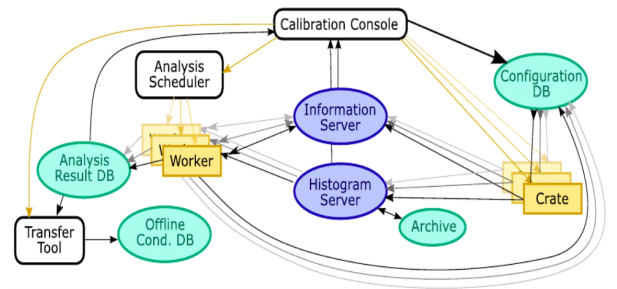 Calibration Console
Analysis
Scheduler
Configuration
DB
Information
Server
Worker
Analysis
Result DB
Histogram
Server
Crate
Transfer
Tool
Offline
Cond. DB
Archive